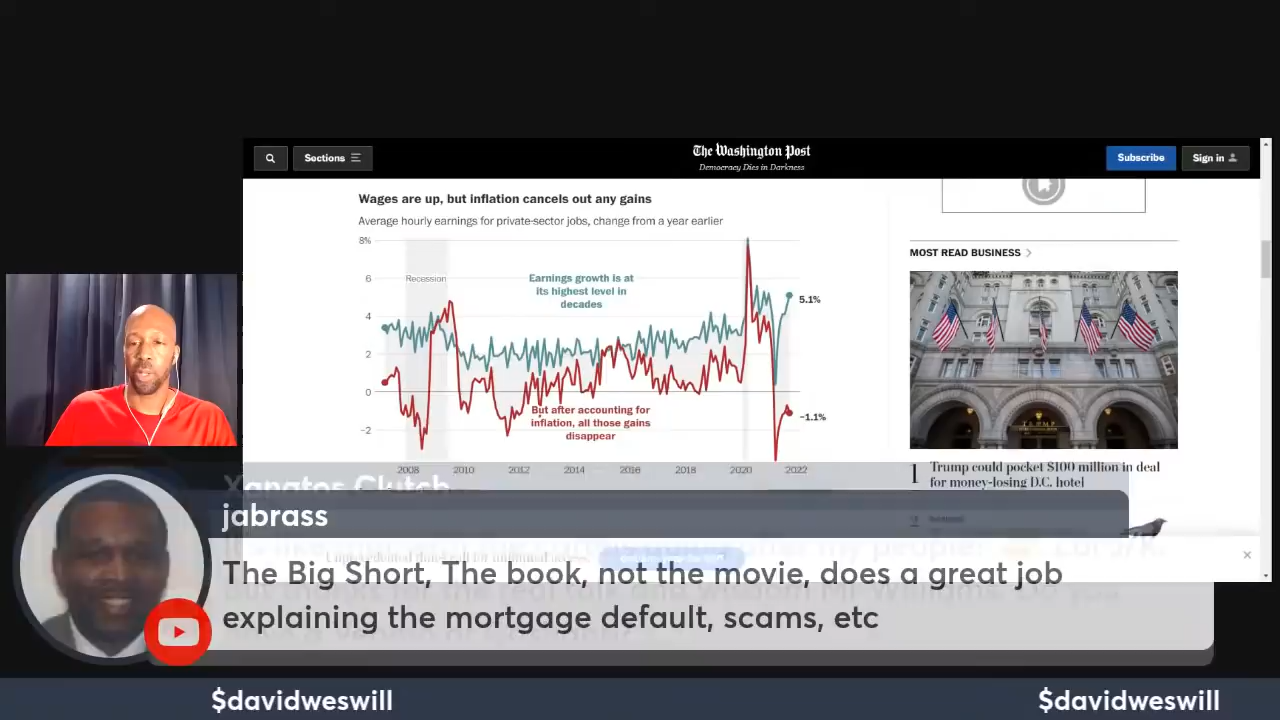 Sections
The Washington Post
Democracy Dies in Darkness
Subscribe
Sign in
Wages are up, but inflation cancels out any gains
Average hourly earnings for private-sector jobs, change from a year earlier
8%
6
4
2
0
-2
Recession
Earnings growth is at
its highest level in
decades
But after accounting for
inflation, all those gains
disappear
5.1%
-1.1%
2008 2010 2012 2014 2016 2018 2020 2022
MOST READ BUSINESS
TRUMP
1 Trump could pocket $100 million in deal
for money-losing D.C. hotel
2
Xanatos Clutch
jabrass
The Big Short, The book, not the movie, does a great job
explaining the mortgage default, scams, etc
$davidweswill
$davidweswill